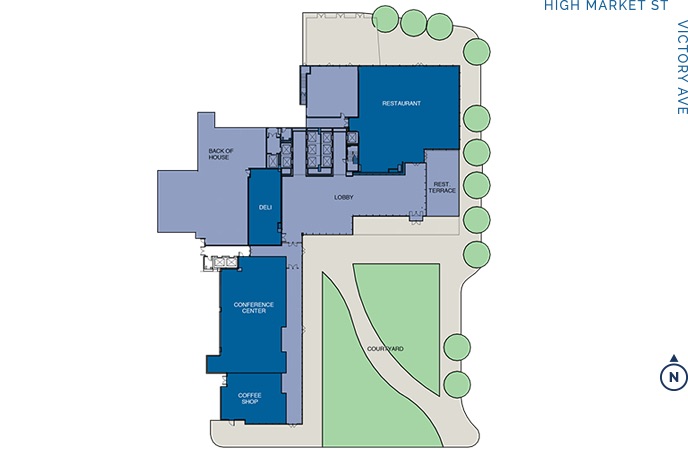 HIGH MARKET ST
VICTORY AVE
RESTAURANT
BACK OF
HOUSE
REST.
TERRACE
LOBBY
DELI
CONFERENCE
CENTER
COURTYARD
COFFEE
SHOP
N